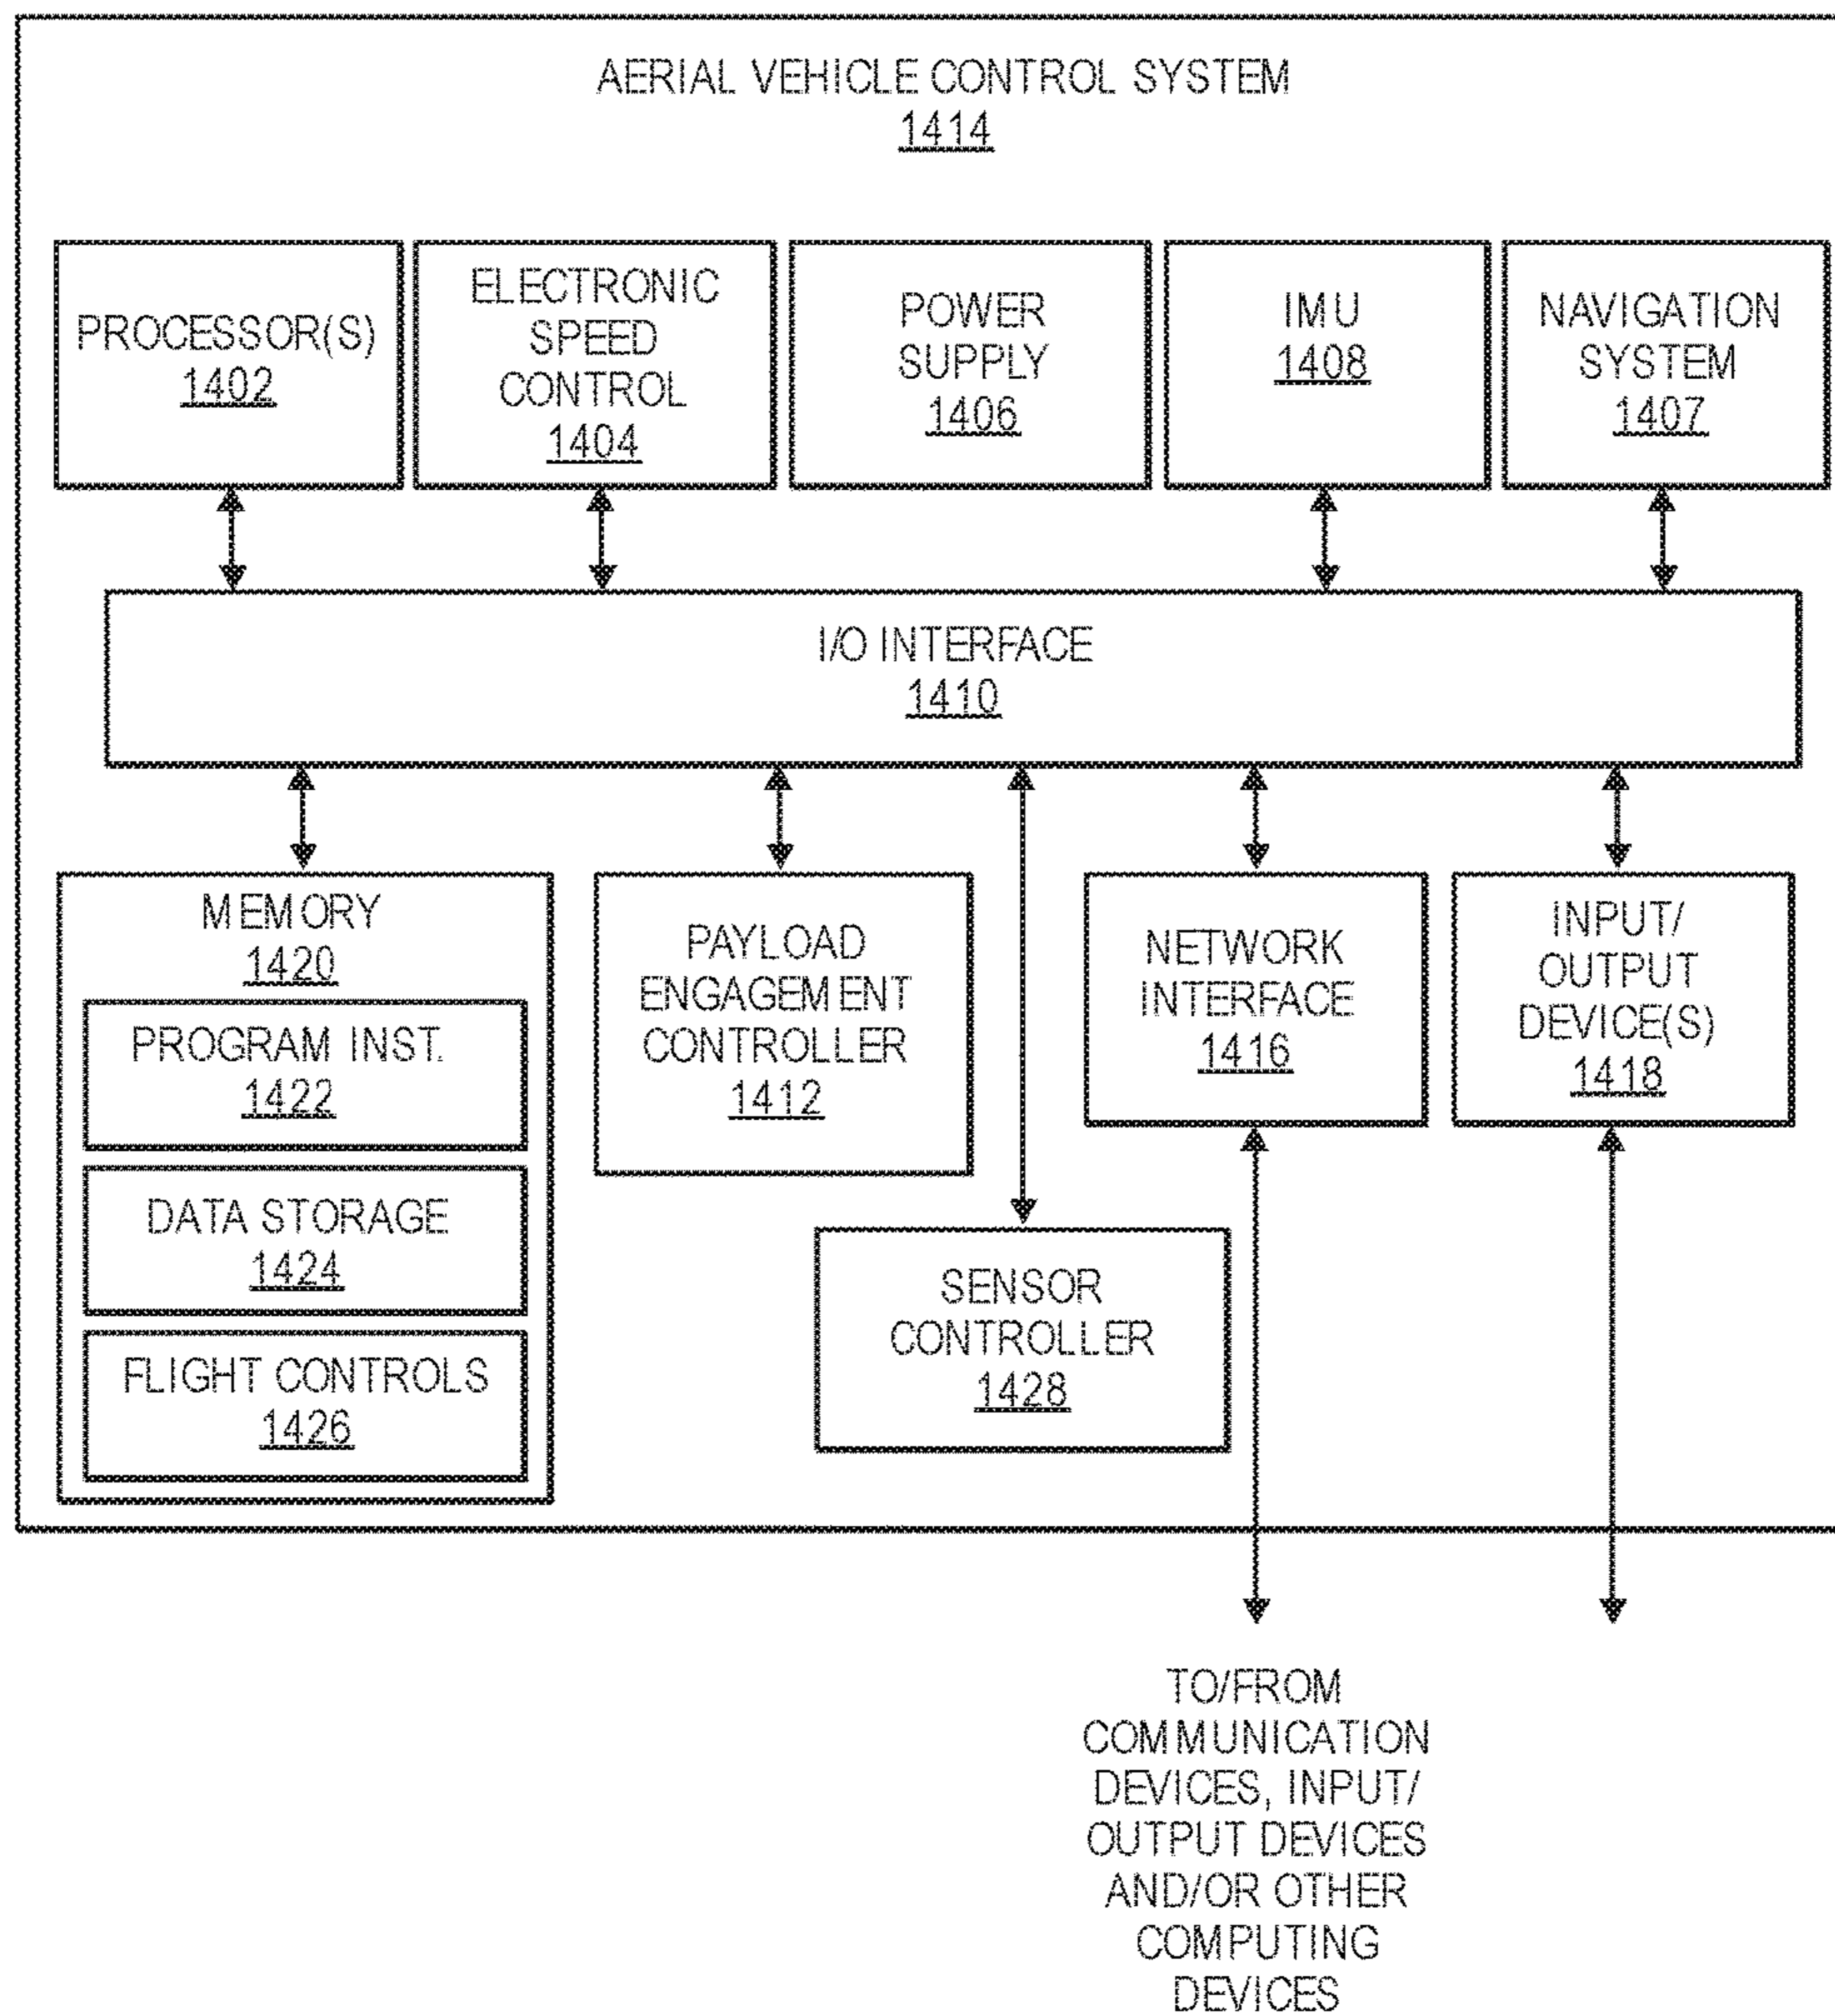 AERIAL VEHICLE CONTROL SYSTEM
1414
PROCESSOR(S)
1402
ELECTRONIC
SPEED
CONTROL
1404
POWER
SUPPLY
1406
IMU
1408
NAVIGATION
SYSTEM
1407
I/O INTERFACE
1410
MEMORY
1420
PROGRAM INST.
1422
DATA STORAGE
1424
FLIGHT CONTROLS
1426
PAYLOAD
ENGAGEMENT
CONTROLLER
1412
SENSOR
CONTROLLER
1428
NETWORK
INTERFACE
1416
INPUT/
OUTPUT
DEVICE(S)
1418
TO/FROM
COMMUNICATION
DEVICES, INPUT/
OUTPUT DEVICES
AND/OR OTHER
COMPUTING
DEVICES